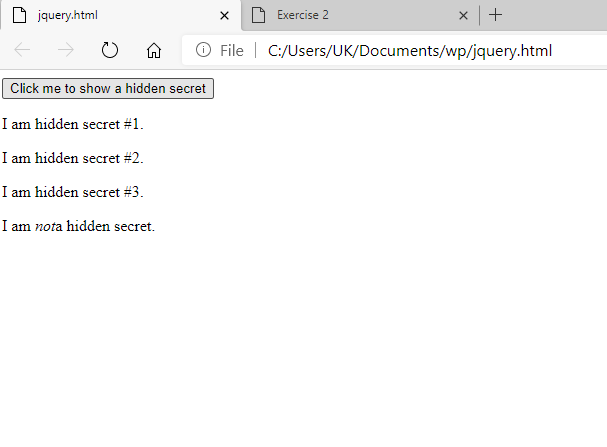 jquery.html
Exercise 2
File C:/Users/UK/Documents/wp/jquery.html
Click me to show a hidden secret
I am hidden secret #1.
I am hidden secret #2.
I am hidden secret #3.
I am nota hidden secret.